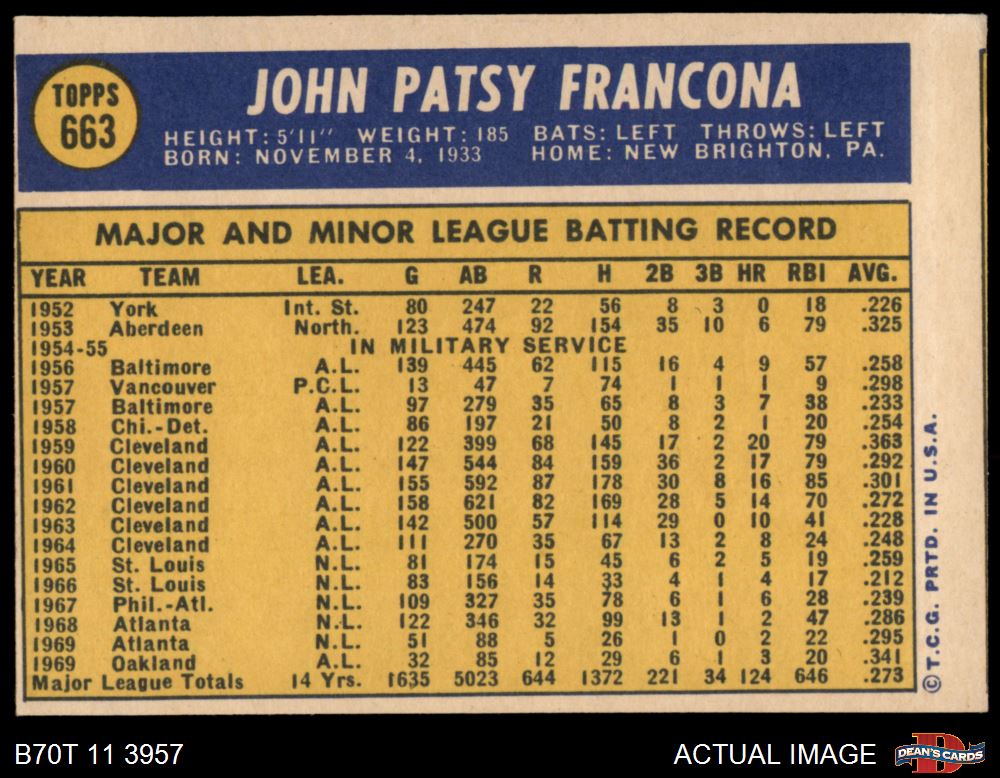 TOPPS
663
JOHN PATSY FRANCONA
HEIGHT: 5'11" WEIGHT: 185 BATS: LEFT THROWS: LEFT
BORN: NOVEMBER 4, 1933 HOME: NEW BRIGHTON, PA.
MAJOR AND MINOR LEAGUE BATTING RECORD
YEAR TEAM LEA. G AB R H 2B 3B HR RBI AVG.
1952 York Int. St. 80 247 22 56 8 3 0 18 .226
1953 Aberdeen North. 123 474 92 154 35 10 6 79 .325
1954-55 IN MILITARY SERVICE
1956 Baltimore A.L. 139 445 62 115 16 4 9 57 .258
1957 Vancouver P.C.L. 13 47 7 74 1 1 1 9 .298
1957 Baltimore A.L. 97 279 35 65 8 3 7 38 .233
1958 Chi.-Det. A.L. 86 197 21 50 8 2 1 20 .254
1959 Cleveland A.L. 122 399 68 145 17 2 20 79 .363
1960 Cleveland A.L. 147 544 84 159 36 2 17 79 .292
1961 Cleveland A.L. 155 592 87 178 30 8 16 85 .301
1962 Cleveland A.L. 158 621 82 169 28 5 14 70 .272
1963 Cleveland A.L. 142 500 57 114 29 0 10 41 .228
1964 Cleveland A.L. 111 270 35 67 13 2 8 24 .248
1965 St. Louis N.L. 81 174 15 45 6 2 5 19 .259
1966 St. Louis N.L. 83 156 14 33 4 1 4 17 .212
1967 Phil.-Atl. N.L. 109 327 35 78 6 1 6 28 .239
1968 Atlanta N.L. 122 346 32 99 13 1 2 47 .286
1969 Atlanta N.L. 51 88 5 26 1 0 2 22 .295
1969 Oakland A.L. 32 85 12 29 6 1 3 20 .341
Major League Totals 14 Yrs. 1635 5023 644 1372 221 34 124 646 .273
© T.C.G. PRTD. IN U.S.A.
B70T 11 3957
ACTUAL IMAGE
DEAN'S CARDS